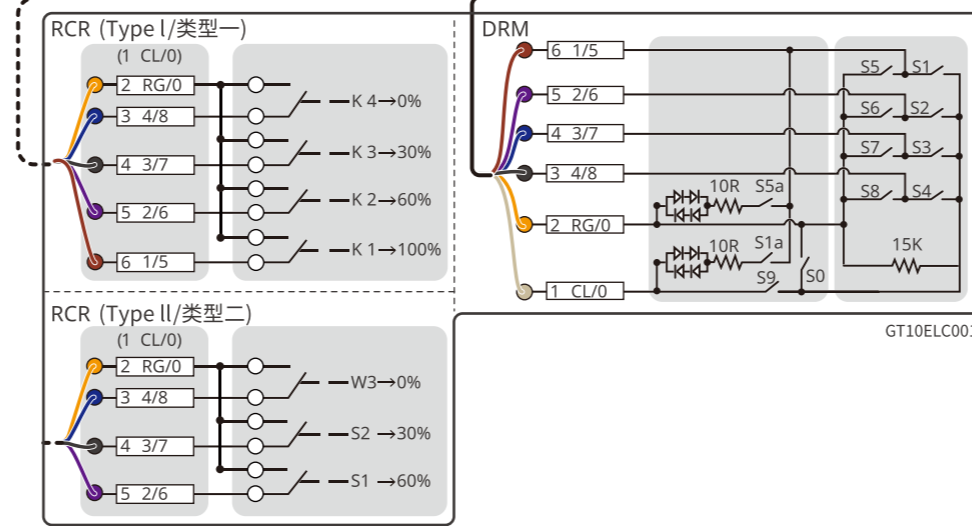 RCR (Type l/类型一)
(1 CL/0)
2 RG/0
3 4/8
4 3/7
5 2/6
6 1/5
K 4→0%
K 3→30%
K 2→60%
K 1→100%
RCR (Type ll/类型二)
(1 CL/0)
2 RG/0
3 4/8
4 3/7
5 2/6
W3→0%
S2 →30%
S1 →60%
DRM
6 1/5
5 2/6
4 3/7
3 4/8
2 RG/0
1 CL/0
10R S5a
10R S1a
S9 S0
S5 S1
S6 S2
S7 S3
S8 S4
15K
GT10ELC001